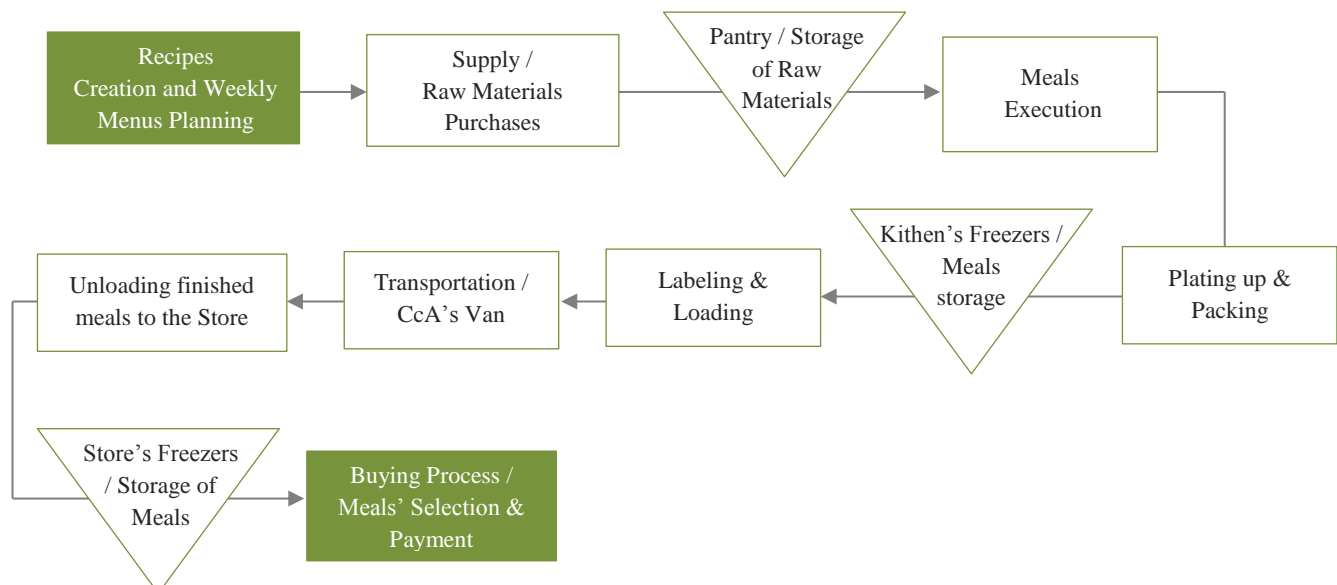 Recipes
Creation and Weekly
Menus Planning
Supply /
Raw Materials
Purchases
Pantry / Storage
of Raw
Materials
Meals
Execution
Plating up &
Packing
Kithen’s Freezers /
Meals
storage
Labeling &
Loading
Transportation /
CcA’s Van
Unloading finished
meals to the Store
Store’s Freezers
/ Storage of
Meals
Buying Process /
Meals’ Selection &
Payment